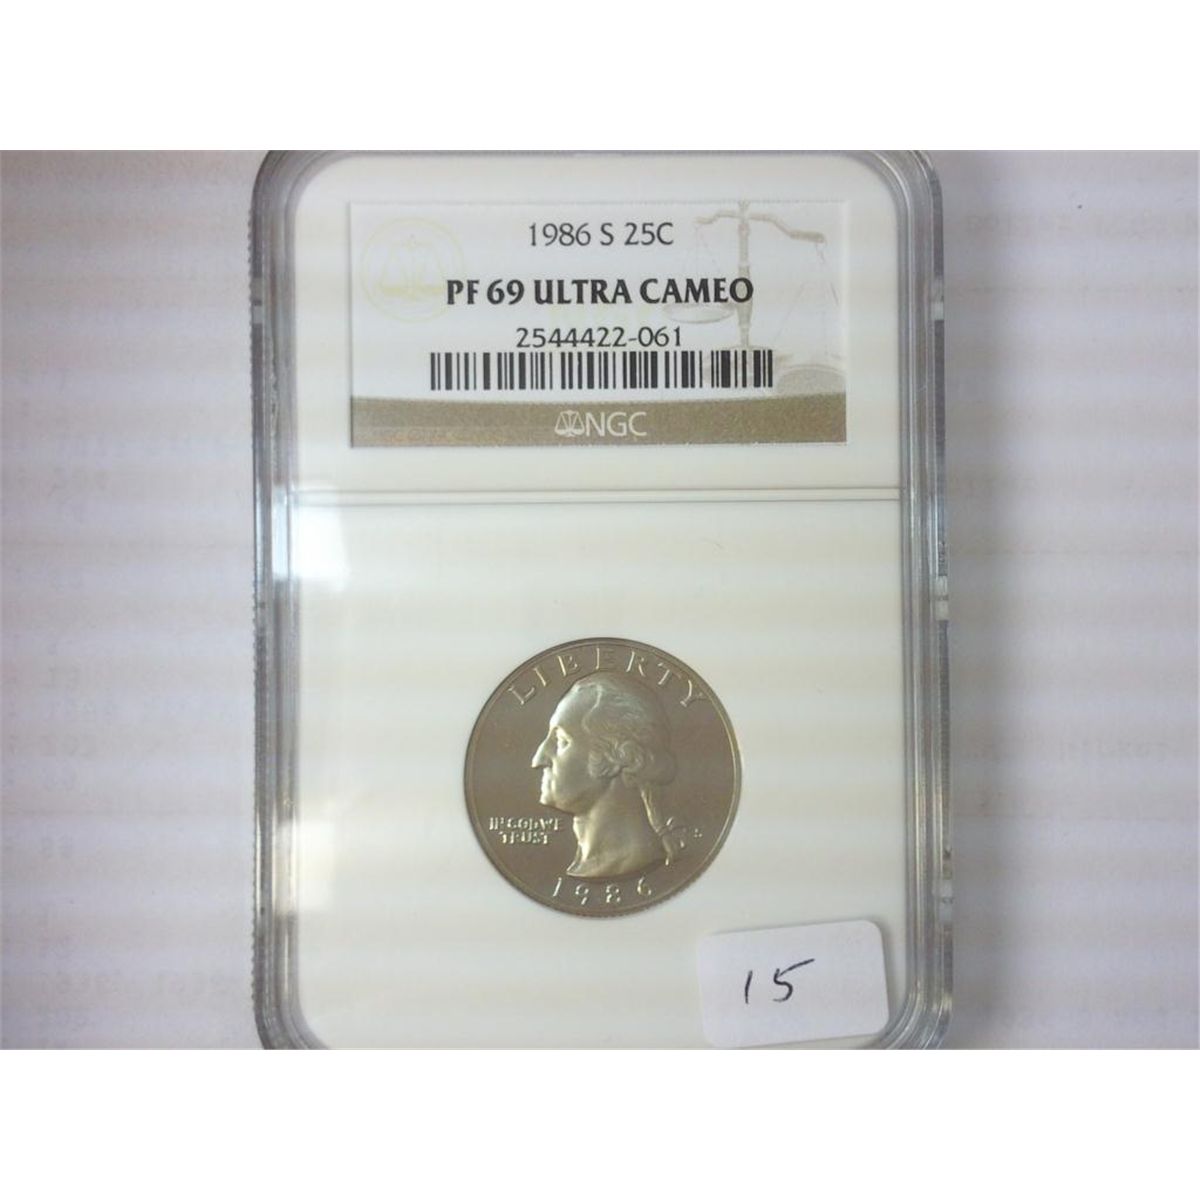 1986 S 25C
PF 69 ULTRA CAMEO
2544422-061
NGC
LIBERTY
IN GOD WE
TRUST
S
1986
15